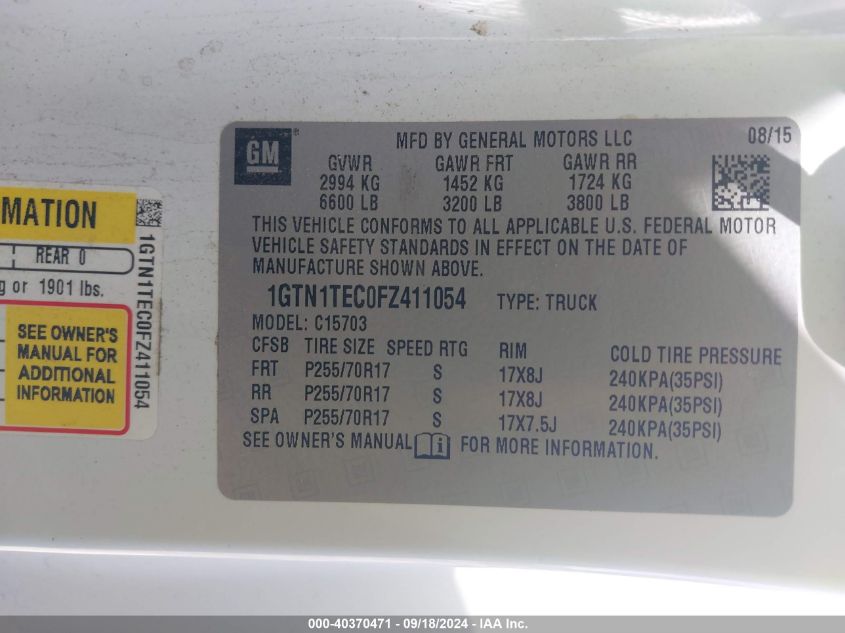 GM
MFD BY GENERAL MOTORS LLC 08/15
GVWR GAWR FRT GAWR RR
2994 KG 1452 KG 1724 KG
6600 LB 3200 LB 3800 LB
THIS VEHICLE CONFORMS TO ALL APPLICABLE U.S. FEDERAL MOTOR
VEHICLE SAFETY STANDARDS IN EFFECT ON THE DATE OF
MANUFACTURE SHOWN ABOVE.
1GTN1TEC0FZ411054 TYPE: TRUCK
MODEL: C15703
CFSB TIRE SIZE SPEED RTG RIM COLD TIRE PRESSURE
FRT P255/70R17 S 17X8J 240KPA(35PSI)
RR P255/70R17 S 17X8J 240KPA(35PSI)
SPA P255/70R17 S 17X7.5J 240KPA(35PSI)
SEE OWNER'S MANUAL FOR MORE INFORMATION.
MATION
REAR 0
g or 1901 lbs.
SEE OWNER'S
MANUAL FOR
ADDITIONAL
INFORMATION
1GTN1TEC0FZ411054
000-40370471 - 09/18/2024 - IAA Inc.